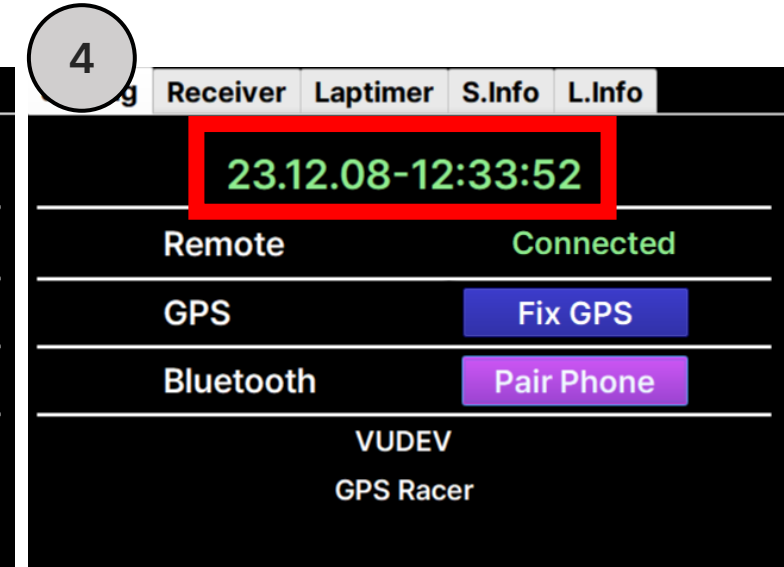 4
Receiver Laptimer S.Info L.Info
23.12.08-12:33:52
Remote Connected
GPS Fix GPS
Bluetooth Pair Phone
VUDEV
GPS Racer